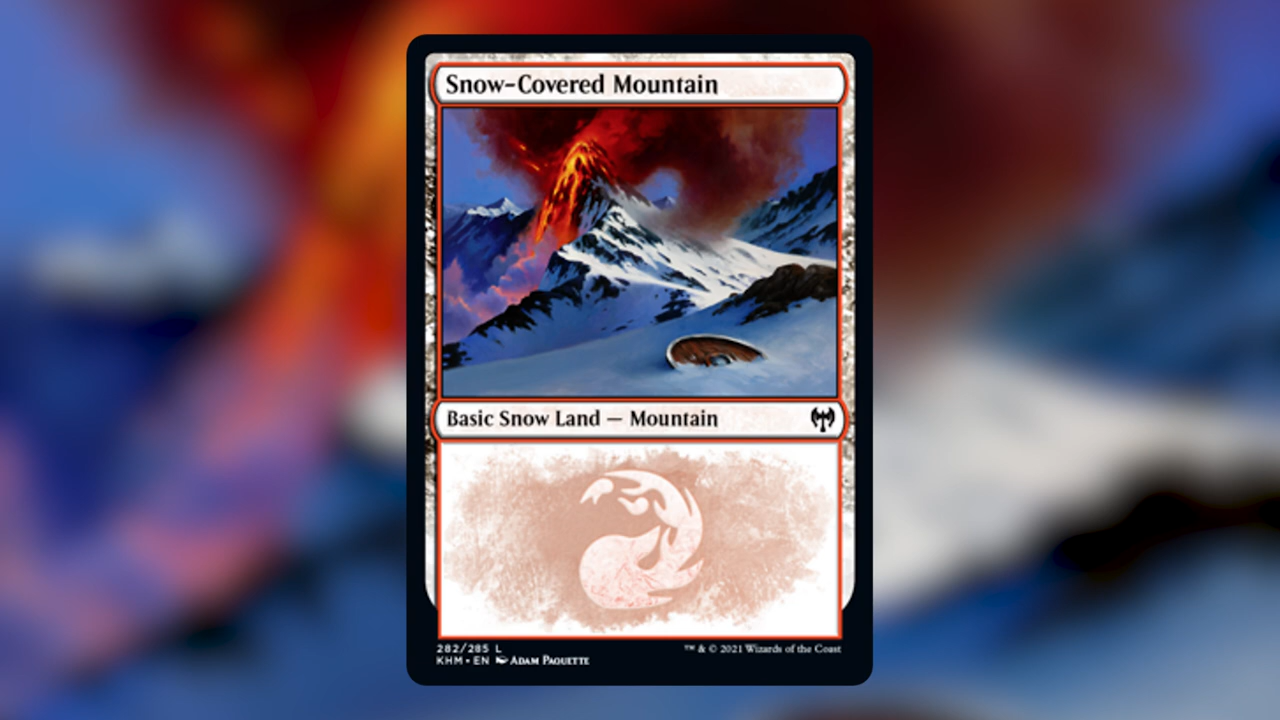 Snow-Covered Mountain
Basic Snow Land — Mountain
282/285 L
KHM • EN Adam Paquette
™ & © 2021 Wizards of the Coast